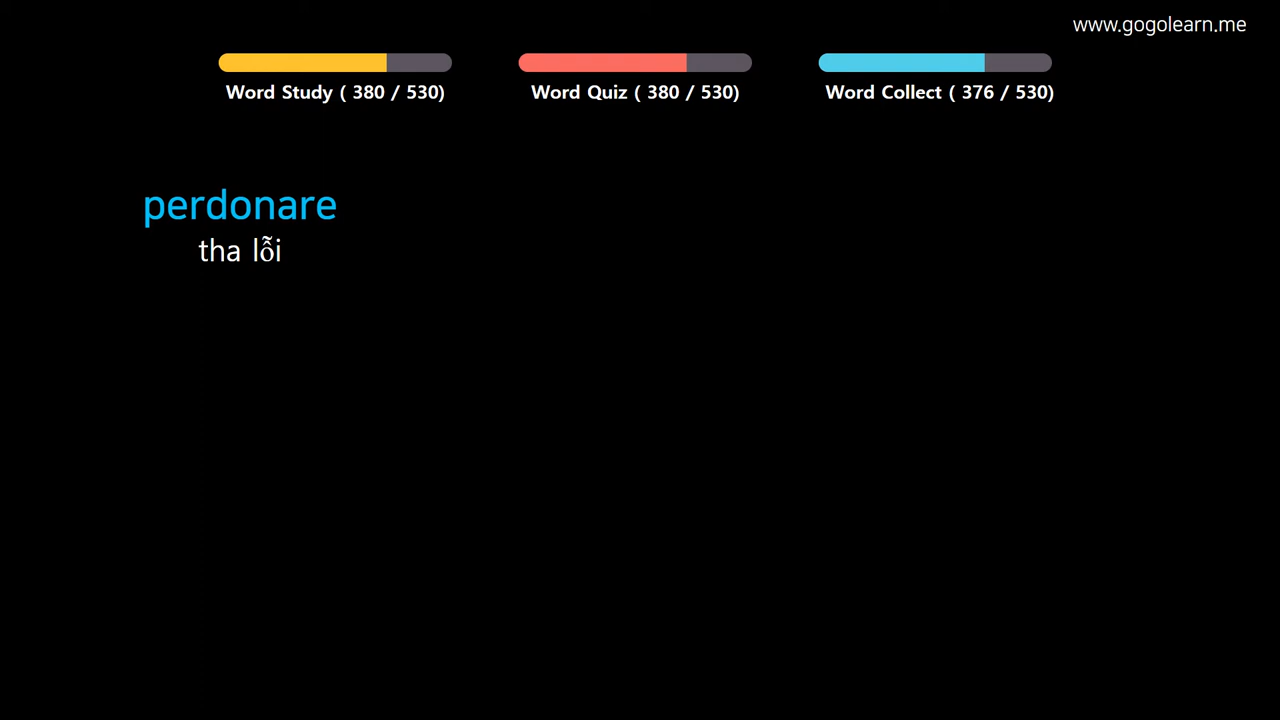 www.gogolearn.me
Word Study ( 380 / 530)
Word Quiz ( 380 / 530)
Word Collect ( 376 / 530)
perdonare
tha lỗi